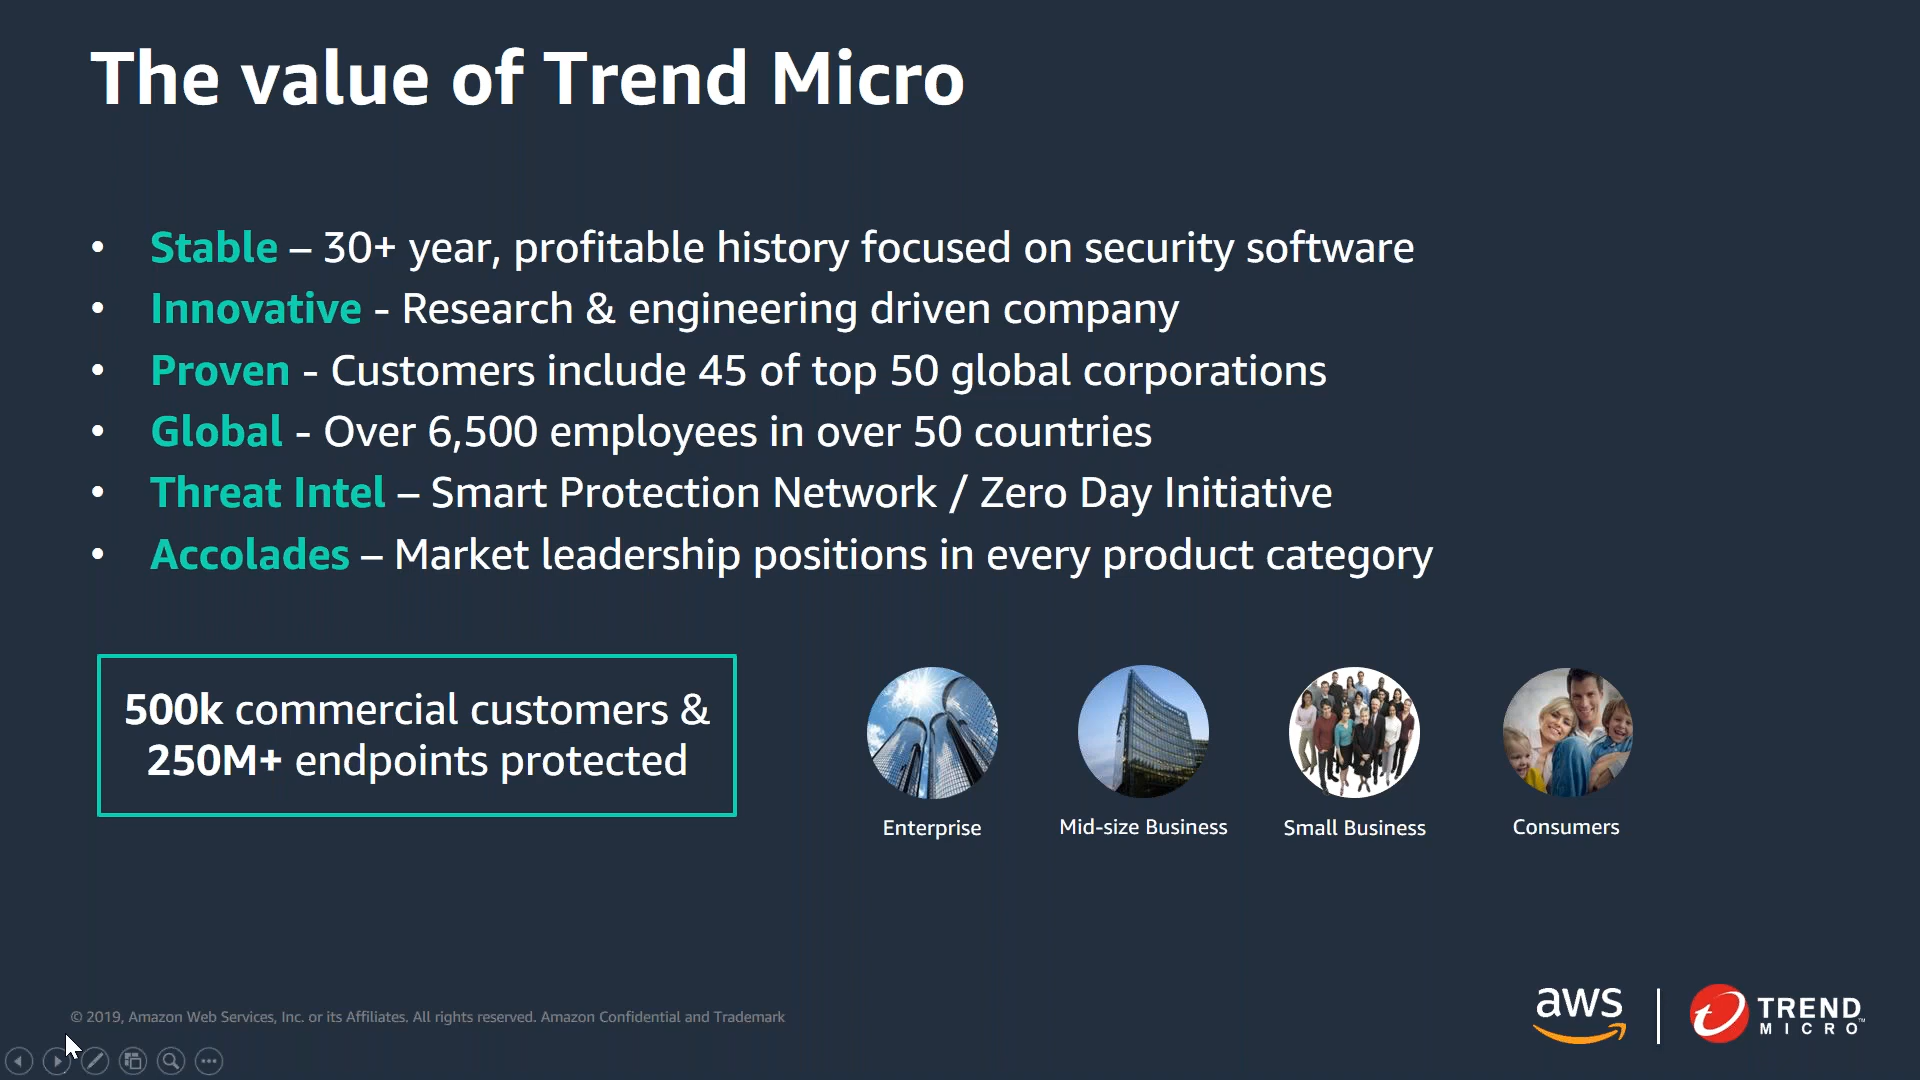 The value of Trend Micro
• Stable – 30+ year, profitable history focused on security software
• Innovative - Research & engineering driven company
• Proven - Customers include 45 of top 50 global corporations
• Global - Over 6,500 employees in over 50 countries
• Threat Intel – Smart Protection Network / Zero Day Initiative
• Accolades – Market leadership positions in every product category
500k commercial customers &
250M+ endpoints protected
Enterprise
Mid-size Business
Small Business
Consumers
© 2019, Amazon Web Services, Inc. or its Affiliates. All rights reserved. Amazon Confidential and Trademark
aws
TREND
MICRO™